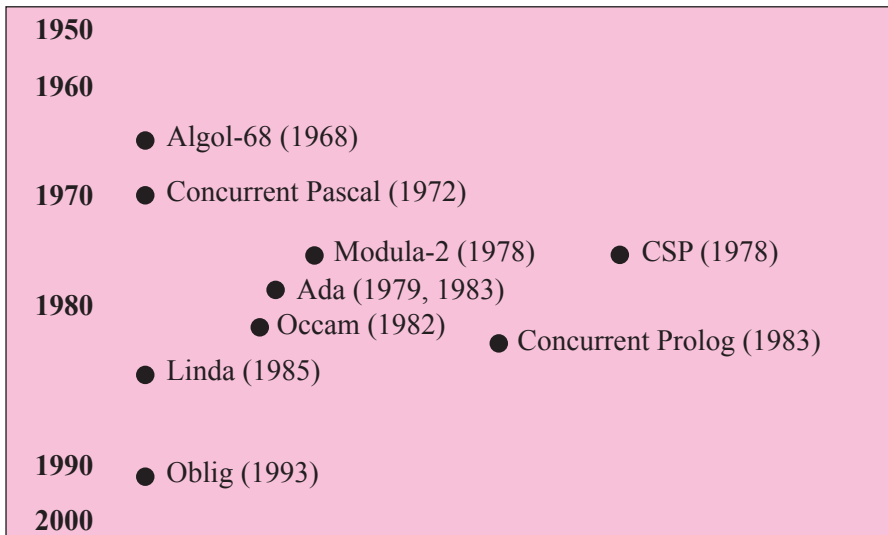 1950
1960
Algol-68 (1968)
1970 Concurrent Pascal (1972)
Modula-2 (1978) CSP (1978)
Ada (1979, 1983)
1980
Occam (1982)
Concurrent Prolog (1983)
Linda (1985)
1990 Oblig (1993)
2000